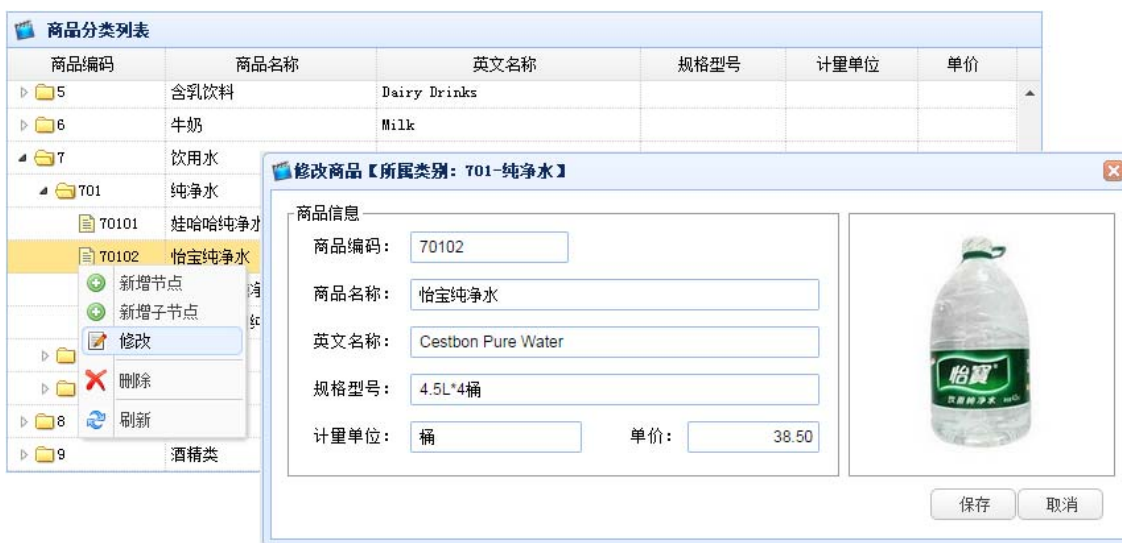 商品分类列表
商品编码 商品名称 英文名称 规格型号 计量单位 单价
5 含乳饮料 Dairy Drinks
6 牛奶 Milk
7 饮用水
701 纯净水
70101 娃哈哈纯净水
70102 怡宝纯净水
新增节点
新增子节点
修改
删除
8 刷新
9 酒精类
修改商品【所属类别: 701-纯净水】
商品信息
商品编码: 70102
商品名称: 怡宝纯净水
英文名称: Cestbon Pure Water
规格型号: 4.5L*4桶
计量单位: 桶 单价: 38.50
怡寶
饮用纯净水
保存 取消